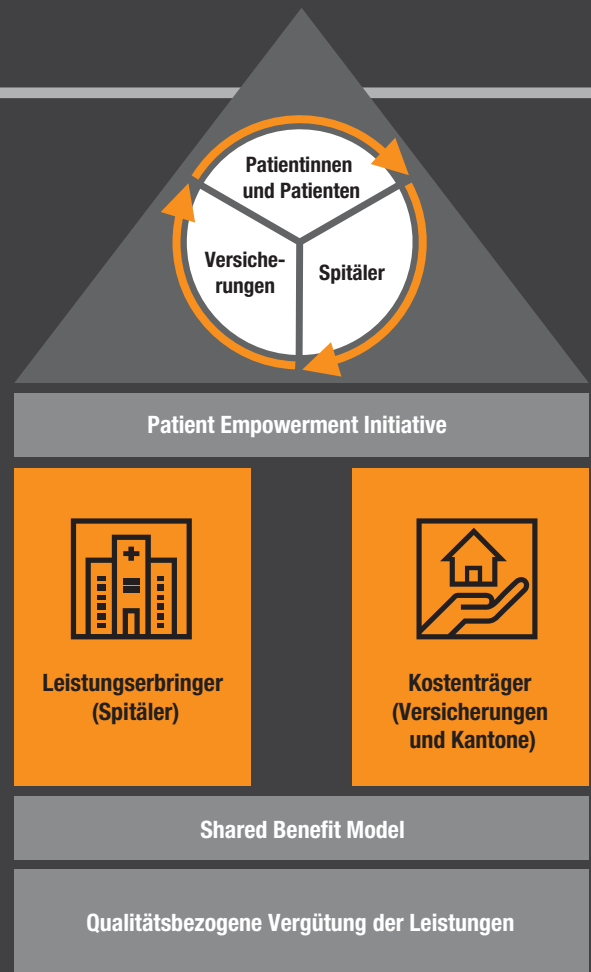 Patientinnen
und Patienten
Versiche-
rungen
Spitäler
Patient Empowerment Initiative
Leistungserbringer
(Spitäler)
Kostenträger
(Versicherungen
und Kantone)
Shared Benefit Model
Qualitätsbezogene Vergütung der Leistungen